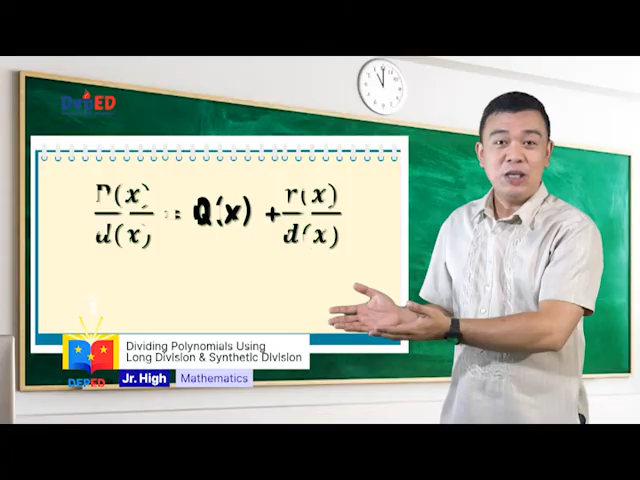 DepED
P(x)/d(x) = Q(x) + r(x)/d(x)
Dividing Polynomials Using
Long Division & Synthetic Division
DEPED
Jr. High Mathematics